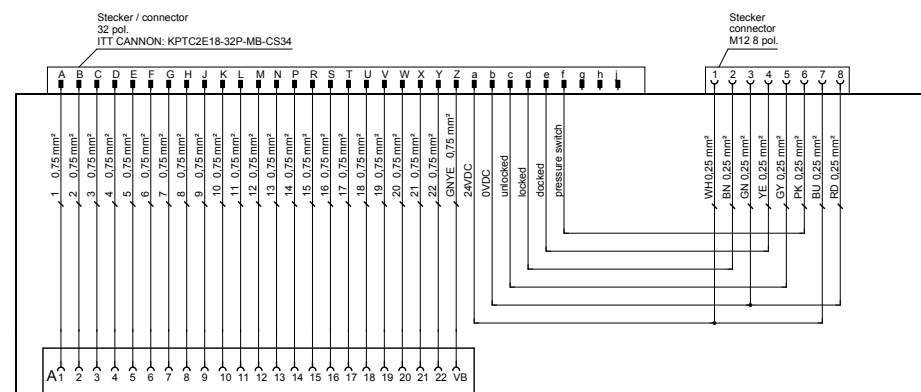 Stecker / connector
32 pol.
ITT CANNON: KPTC2E18-32P-MB-CS34
Stecker
connector
M12 8 pol.
A B C D E F G H J K L M N P R S T U V W X Y Z a b c d e f g h j
1 2 3 4 5 6 7 8
1 0,75 mm²
2 0,75 mm²
3 0,75 mm²
4 0,75 mm²
5 0,75 mm²
6 0,75 mm²
7 0,75 mm²
8 0,75 mm²
9 0,75 mm²
10 0,75 mm²
11 0,75 mm²
12 0,75 mm²
13 0,75 mm²
14 0,75 mm²
15 0,75 mm²
16 0,75 mm²
17 0,75 mm²
18 0,75 mm²
19 0,75 mm²
20 0,75 mm²
21 0,75 mm²
22 0,75 mm²
GNYE 0,75 mm²
24VDC
0VDC
unlocked
locked
docked
pressure switch
WH 0,25 mm²
BN 0,25 mm²
GN 0,25 mm²
YE 0,25 mm²
GY 0,25 mm²
PK 0,25 mm²
BU 0,25 mm²
RD 0,25 mm²
A 1 2 3 4 5 6 7 8 9 10 11 12 13 14 15 16 17 18 19 20 21 22 VB